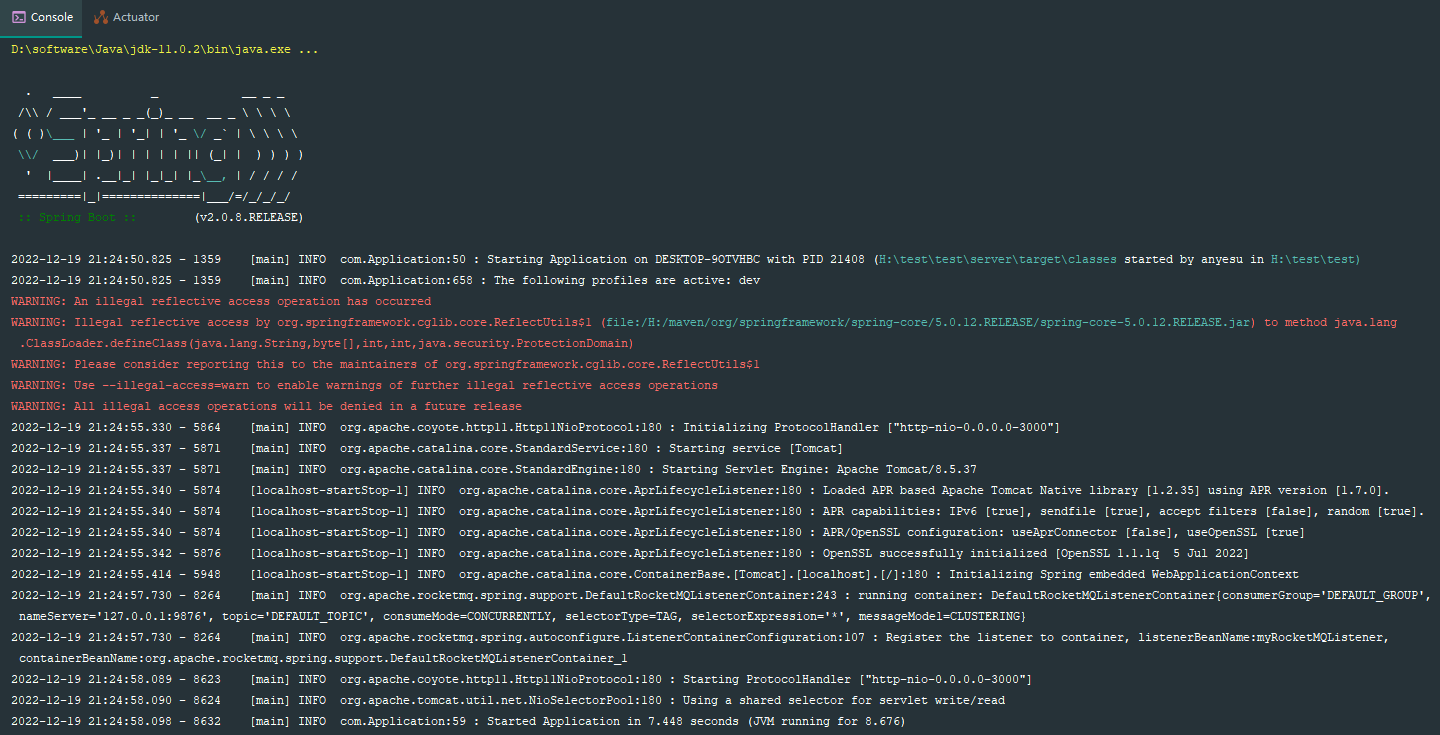 Console Actuator
D:\software\Java\jdk-11.0.2\bin\java.exe ...
  .   ____          _            __ _ _
 /\\ / ___'_ __ _ _(_)_ __  __ _ \ \ \ \
( ( )\___ | '_ | '_| | '_ \/ _` | \ \ \ \
 \\/  ___)| |_)| | | | | || (_| |  ) ) ) )
  '  |____| .__|_| |_|_| |_\__, | / / / /
 =========|_|==============|___/=/_/_/_/
 :: Spring Boot ::        (v2.0.8.RELEASE)
2022-12-19 21:24:50.825 - 1359    [main] INFO  com.Application:50 : Starting Application on DESKTOP-9OTVHBC with PID 21408 (H:\test\test\server\target\classes started by anyesu in H:\test\test)
2022-12-19 21:24:50.825 - 1359    [main] INFO  com.Application:658 : The following profiles are active: dev
WARNING: An illegal reflective access operation has occurred
WARNING: Illegal reflective access by org.springframework.cglib.core.ReflectUtils$1 (file:/H:/maven/org/springframework/spring-core/5.0.12.RELEASE/spring-core-5.0.12.RELEASE.jar) to method java.lang
.ClassLoader.defineClass(java.lang.String,byte[],int,int,java.security.ProtectionDomain)
WARNING: Please consider reporting this to the maintainers of org.springframework.cglib.core.ReflectUtils$1
WARNING: Use --illegal-access=warn to enable warnings of further illegal reflective access operations
WARNING: All illegal access operations will be denied in a future release
2022-12-19 21:24:55.330 - 5864    [main] INFO  org.apache.coyote.http11.Http11NioProtocol:180 : Initializing ProtocolHandler ["http-nio-0.0.0.0-3000"]
2022-12-19 21:24:55.337 - 5871    [main] INFO  org.apache.catalina.core.StandardService:180 : Starting service [Tomcat]
2022-12-19 21:24:55.337 - 5871    [main] INFO  org.apache.catalina.core.StandardEngine:180 : Starting Servlet Engine: Apache Tomcat/8.5.37
2022-12-19 21:24:55.340 - 5874    [localhost-startStop-1] INFO  org.apache.catalina.core.AprLifecycleListener:180 : Loaded APR based Apache Tomcat Native library [1.2.35] using APR version [1.7.0].
2022-12-19 21:24:55.340 - 5874    [localhost-startStop-1] INFO  org.apache.catalina.core.AprLifecycleListener:180 : APR capabilities: IPv6 [true], sendfile [true], accept filters [false], random [true].
2022-12-19 21:24:55.340 - 5874    [localhost-startStop-1] INFO  org.apache.catalina.core.AprLifecycleListener:180 : APR/OpenSSL configuration: useAprConnector [false], useOpenSSL [true]
2022-12-19 21:24:55.342 - 5876    [localhost-startStop-1] INFO  org.apache.catalina.core.AprLifecycleListener:180 : OpenSSL successfully initialized [OpenSSL 1.1.1q  5 Jul 2022]
2022-12-19 21:24:55.414 - 5948    [localhost-startStop-1] INFO  org.apache.catalina.core.ContainerBase.[Tomcat].[localhost].[/]:180 : Initializing Spring embedded WebApplicationContext
2022-12-19 21:24:57.730 - 8264    [main] INFO  org.apache.rocketmq.spring.support.DefaultRocketMQListenerContainer:243 : running container: DefaultRocketMQListenerContainer{consumerGroup='DEFAULT_GROUP',
nameServer='127.0.0.1:9876', topic='DEFAULT_TOPIC', consumeMode=CONCURRENTLY, selectorType=TAG, selectorExpression='*', messageModel=CLUSTERING}
2022-12-19 21:24:57.730 - 8264    [main] INFO  org.apache.rocketmq.spring.autoconfigure.ListenerContainerConfiguration:107 : Register the listener to container, listenerBeanName:myRocketMQListener,
containerBeanName:org.apache.rocketmq.spring.support.DefaultRocketMQListenerContainer_1
2022-12-19 21:24:58.089 - 8623    [main] INFO  org.apache.coyote.http11.Http11NioProtocol:180 : Starting ProtocolHandler ["http-nio-0.0.0.0-3000"]
2022-12-19 21:24:58.090 - 8624    [main] INFO  org.apache.tomcat.util.net.NioSelectorPool:180 : Using a shared selector for servlet write/read
2022-12-19 21:24:58.098 - 8632    [main] INFO  com.Application:59 : Started Application in 7.448 seconds (JVM running for 8.676)